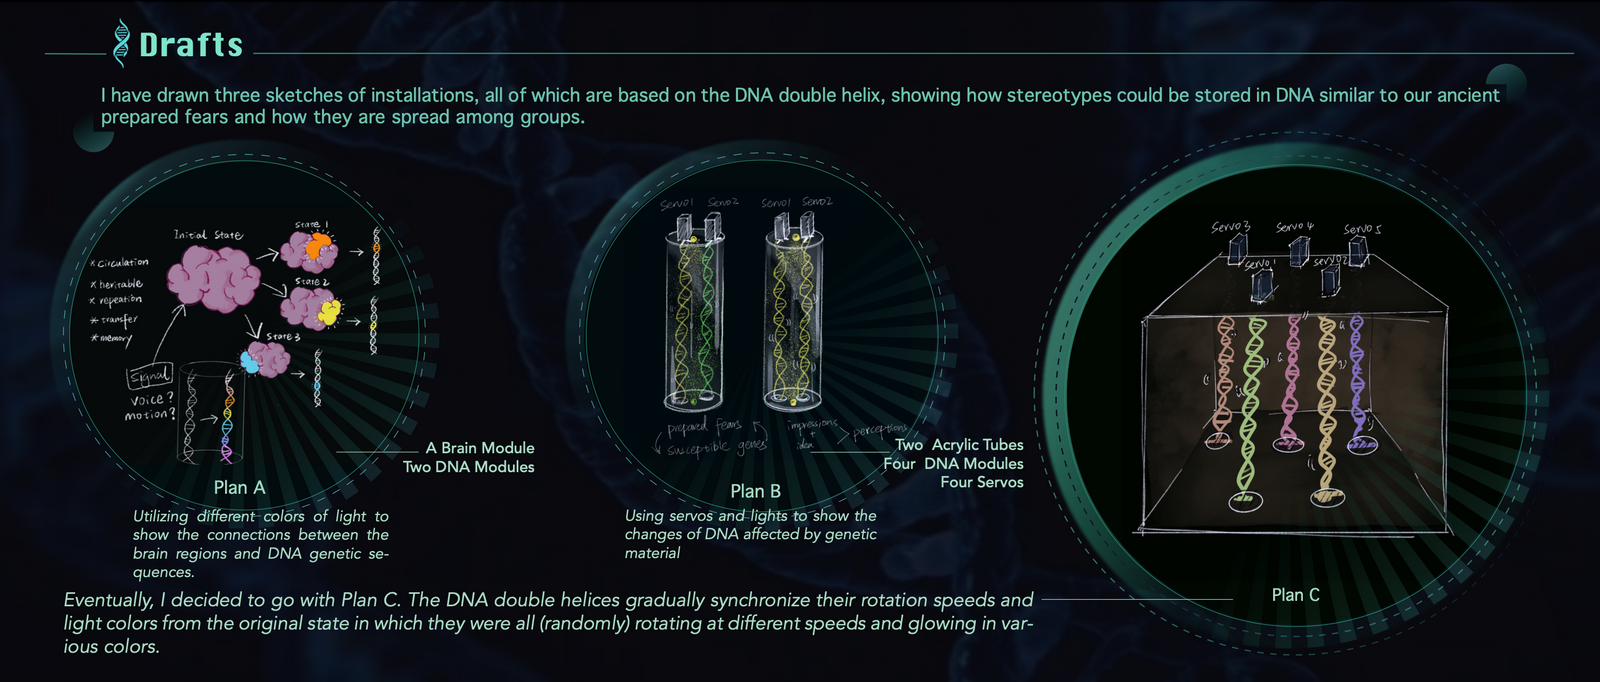 Drafts
I have drawn three sketches of installations, all of which are based on the DNA double helix, showing how stereotypes could be stored in DNA similar to our ancient
prepared fears and how they are spread among groups.
Initial State
State 1
State 2
State 3
* Circulation
* heritable
* repeation
* transfer
* memory
Signal
voice?
motion?
A Brain Module
Two DNA Modules
Plan A
Utilizing different colors of light to
show the connections between the
brain regions and DNA genetic se-
quences.
Servo1 Servo2 Servo1 Servo2
prepared fears
susceptible genes
impressions
+
idea
perceptions
Two Acrylic Tubes
Four DNA Modules
Four Servos
Plan B
Using servos and lights to show the
changes of DNA affected by genetic
material
Servo3 Servo4 Servo5
Servo1 Servo2
Plan C
Eventually, I decided to go with Plan C. The DNA double helices gradually synchronize their rotation speeds and
light colors from the original state in which they were all (randomly) rotating at different speeds and glowing in var-
ious colors.